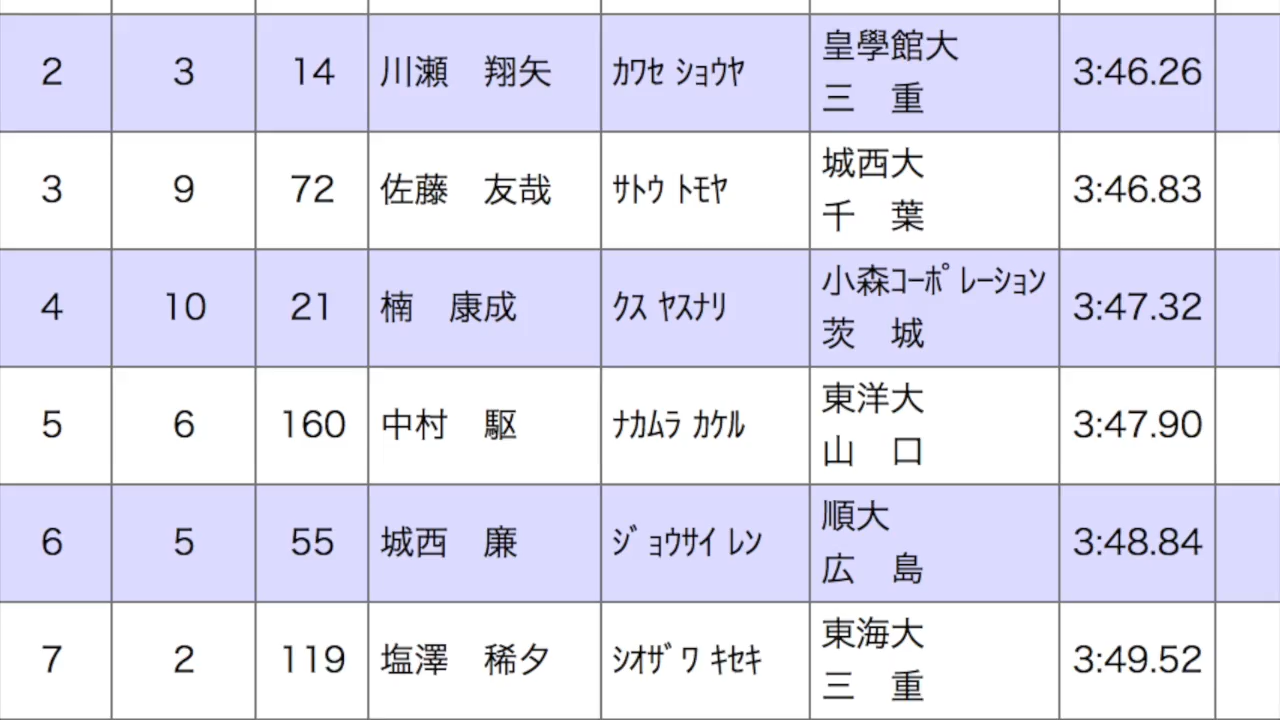 2 3 14 川瀬　翔矢 ｶﾜｾ ｼｮｳﾔ 皇學館大 3:46.26
三　重
3 9 72 佐藤　友哉 ｻﾄｳ ﾄﾓﾔ 城西大 3:46.83
千　葉
4 10 21 楠　康成 ｸｽ ﾔｽﾅﾘ 小森ｺｰﾎﾟﾚｰｼｮﾝ 3:47.32
茨　城
5 6 160 中村　駆 ﾅｶﾑﾗ ｶｹﾙ 東洋大 3:47.90
山　口
6 5 55 城西　廉 ｼﾞｮｳｻｲ ﾚﾝ 順大 3:48.84
広　島
7 2 119 塩澤　稀夕 ｼｵｻﾞﾜ ｷｾｷ 東海大 3:49.52
三　重